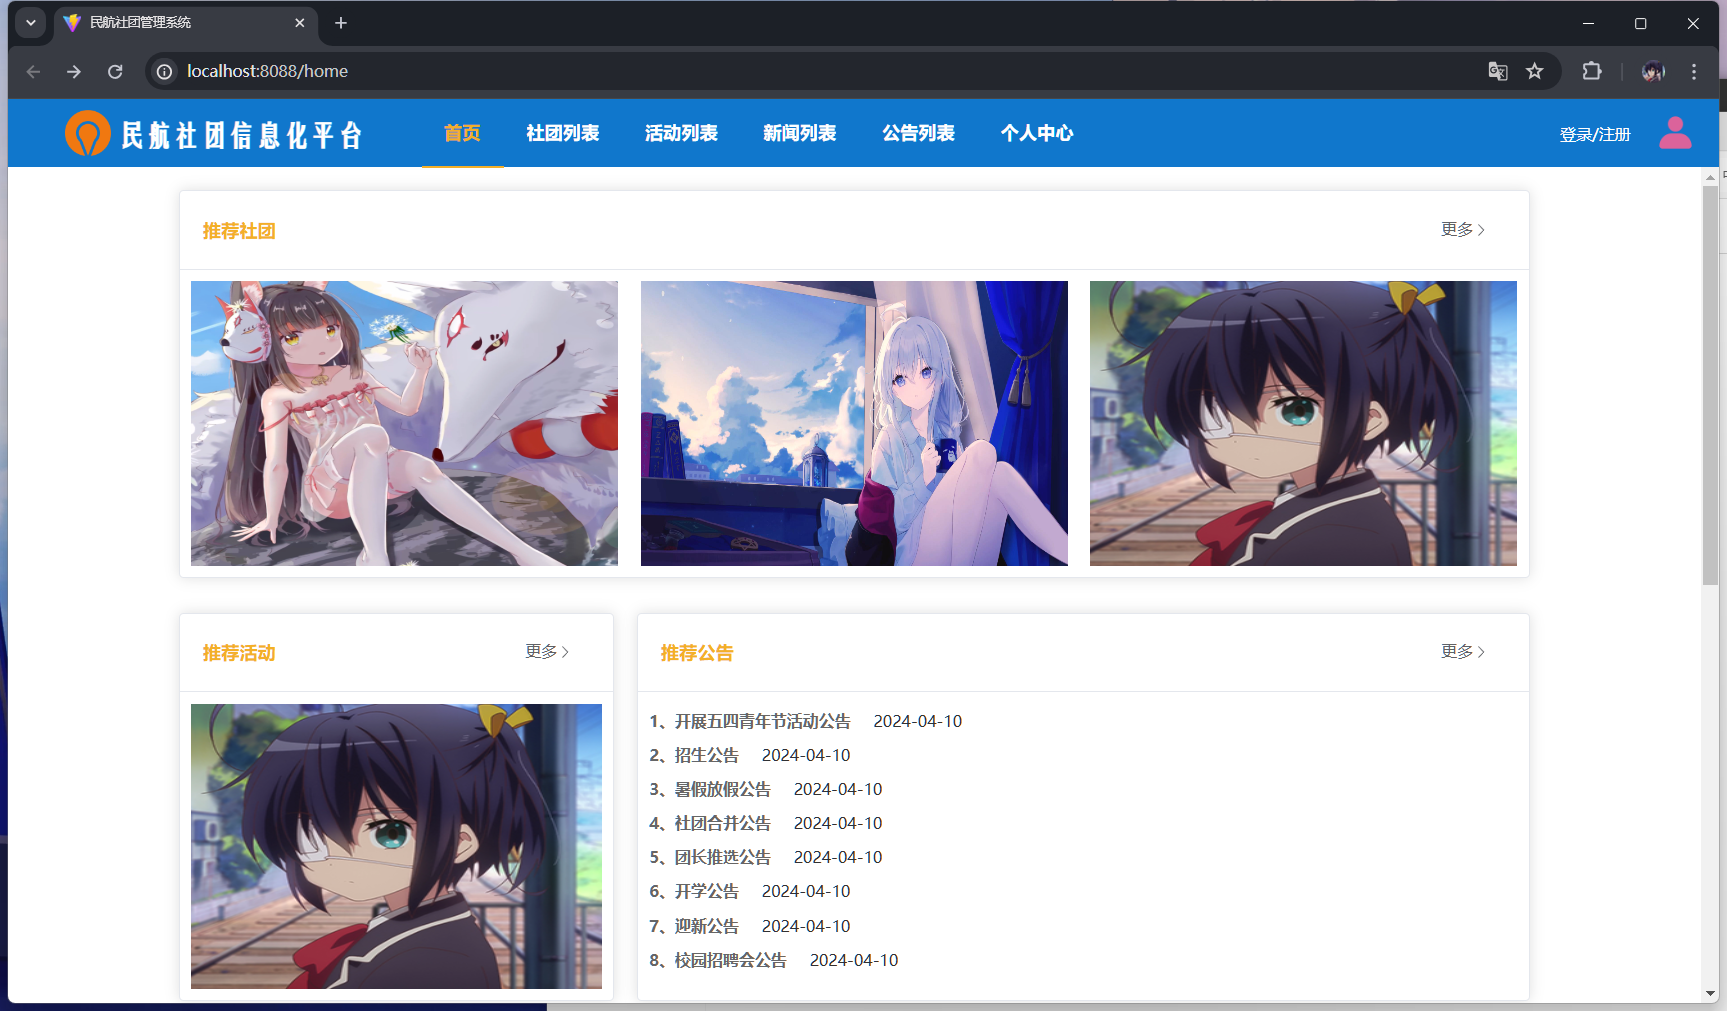 民航社团管理系统
localhost:8088/home
民航社团信息化平台 首页 社团列表 活动列表 新闻列表 公告列表 个人中心 登录/注册
推荐社团 更多
推荐活动 更多
推荐公告 更多
1、开展五四青年节活动公告 2024-04-10
2、招生公告 2024-04-10
3、暑假放假公告 2024-04-10
4、社团合并公告 2024-04-10
5、团长推选公告 2024-04-10
6、开学公告 2024-04-10
7、迎新公告 2024-04-10
8、校园招聘会公告 2024-04-10